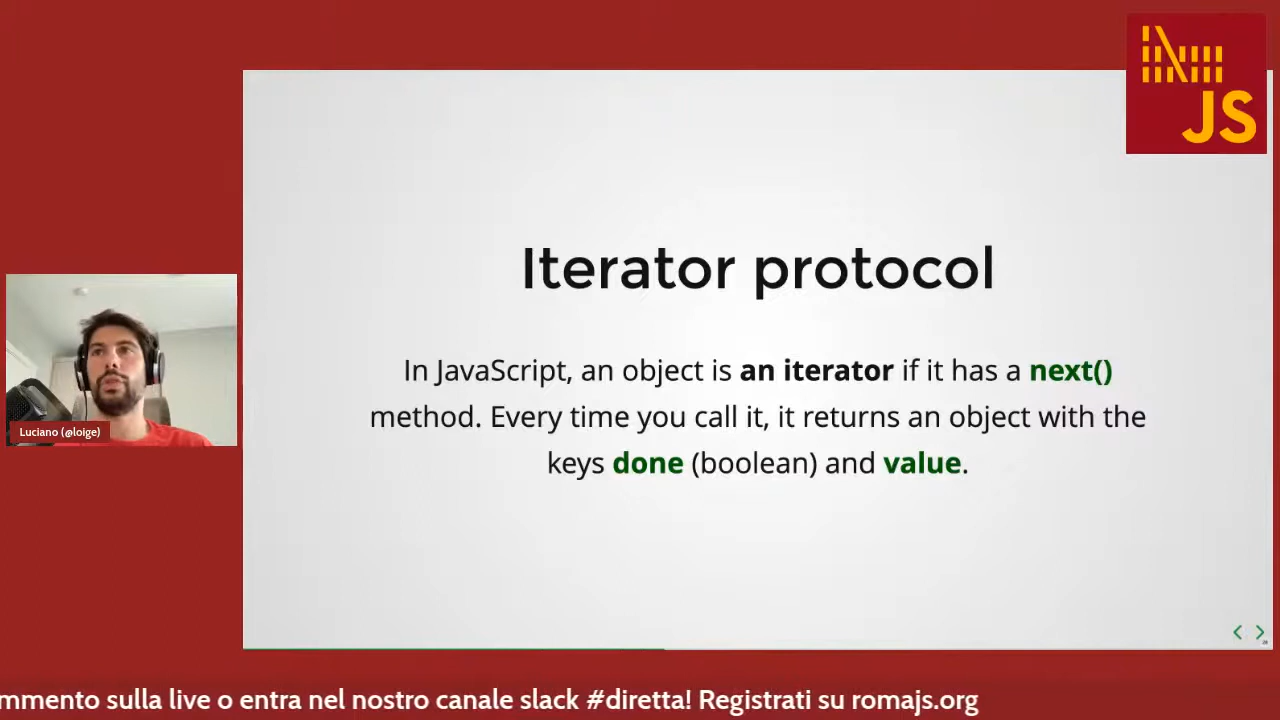 JS
Iterator protocol
In JavaScript, an object is an iterator if it has a next()
method. Every time you call it, it returns an object with the
keys done (boolean) and value.
Luciano (@loige)
mmento sulla live o entra nel nostro canale slack #diretta! Registrati su romajs.org